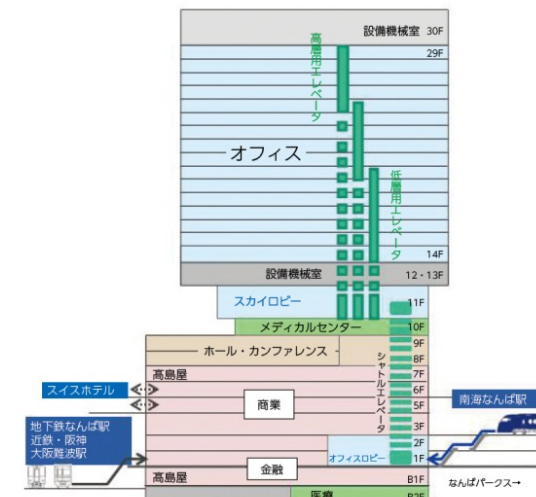 設備機械室 30F
高層用エレベータ
29F
オフィス
低層用エレベータ
14F
設備機械室
12・13F
スカイロビー
11F
メディカルセンター
10F
9F
ホール・カンファレンス
8F
シャトルエレベータ
髙島屋
7F
スイスホテル
6F
商業
5F
南海なんば駅
地下鉄なんば駅
近鉄・阪神
大阪難波駅
3F
2F
オフィスロビー
1F
金融
髙島屋
B1F
なんばパークス→
医療
B2F